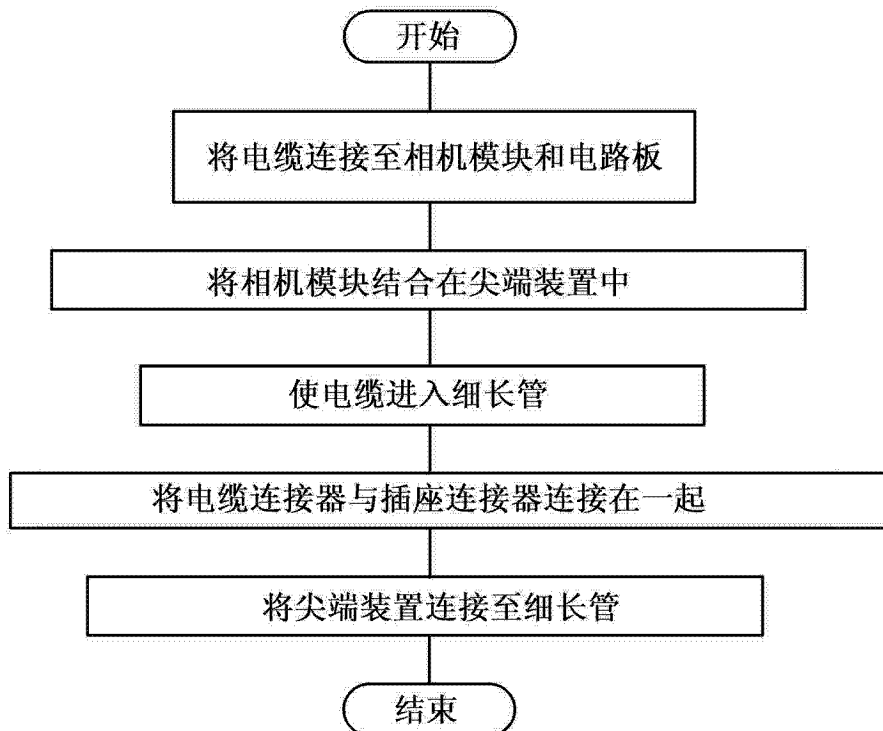 开始
将电缆连接至相机模块和电路板
将相机模块结合在尖端装置中
使电缆进入细长管
将电缆连接器与插座连接器连接在一起
将尖端装置连接至细长管
结束